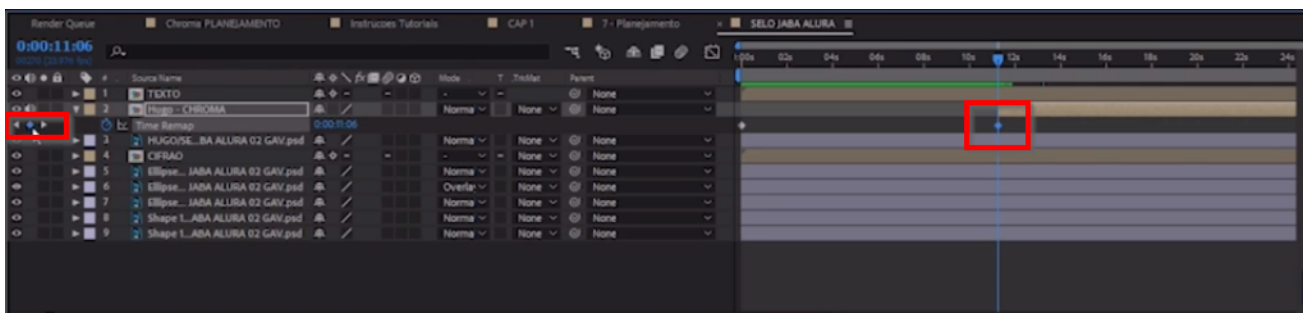 Render Queue Chroma PLANEJAMENTO Instrucoes Tutoriais CAP 1 7 - Planejamento × SELO JABA ALURA
0:00:11:06
:00s 02s 04s 06s 08s 10s 12s 14s 16s 18s 20s 22s 24s
# Source Name Mode T .TrkMat Parent
1 TEXTO - - None
2 Hugo - CHROMA Norma None None
Time Remap 0:00:11:06
3 HUGO/SE...BA ALURA 02 GAV.psd Norma None None
4 CIFRAO - - None None
5 Ellipse... JABA ALURA 02 GAV.psd Norma None None
6 Ellipse... JABA ALURA 02 GAV.psd Overlay None None
7 Ellipse... JABA ALURA 02 GAV.psd Norma None None
8 Shape 1...ABA ALURA 02 GAV.psd Norma None None
9 Shape 1...ABA ALURA 02 GAV.psd Norma None None